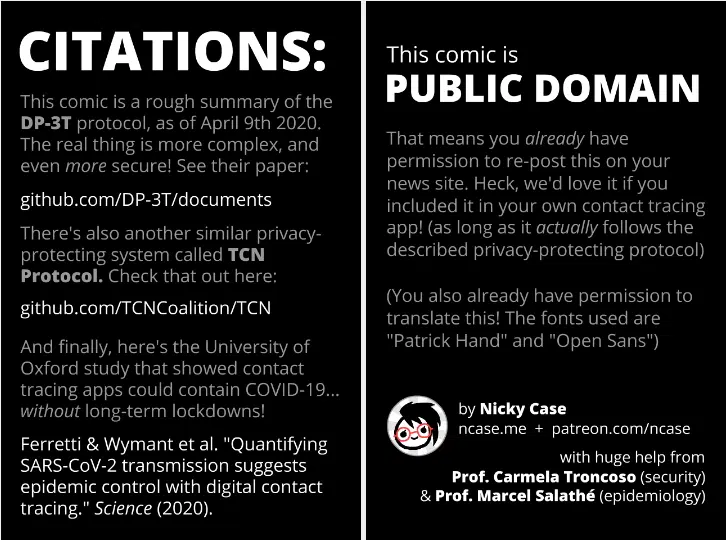 CITATIONS:
This comic is a rough summary of the
DP-3T protocol, as of April 9th 2020.
The real thing is more complex, and
even more secure! See their paper:
github.com/DP-3T/documents
There's also another similar privacy-
protecting system called TCN
Protocol. Check that out here:
github.com/TCNCoalition/TCN
And finally, here's the University of
Oxford study that showed contact
tracing apps could contain COVID-19...
without long-term lockdowns!
Ferretti & Wymant et al. "Quantifying
SARS-CoV-2 transmission suggests
epidemic control with digital contact
tracing." Science (2020).
This comic is
PUBLIC DOMAIN
That means you already have
permission to re-post this on your
news site. Heck, we'd love it if you
included it in your own contact tracing
app! (as long as it actually follows the
described privacy-protecting protocol)
(You also already have permission to
translate this! The fonts used are
"Patrick Hand" and "Open Sans")
by Nicky Case
ncase.me + patreon.com/ncase
with huge help from
Prof. Carmela Troncoso (security)
& Prof. Marcel Salathé (epidemiology)